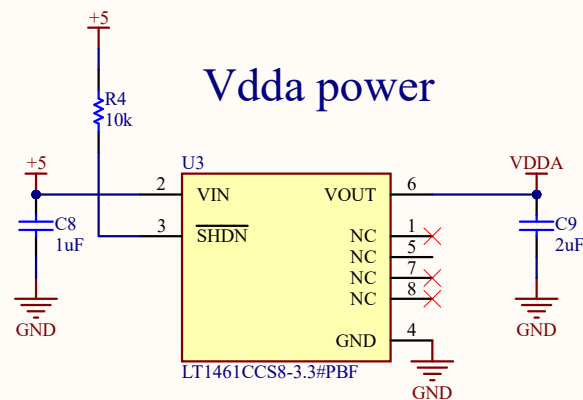 +5
Vdda power
R4
10k
+5
U3
VDDA
2
VIN
VOUT
6
C8
1uF
3
SHDN
NC
1
C9
2uF
NC
5
NC
7
NC
8
GND
GND
4
GND
LT1461CCS8-3.3#PBF
GND